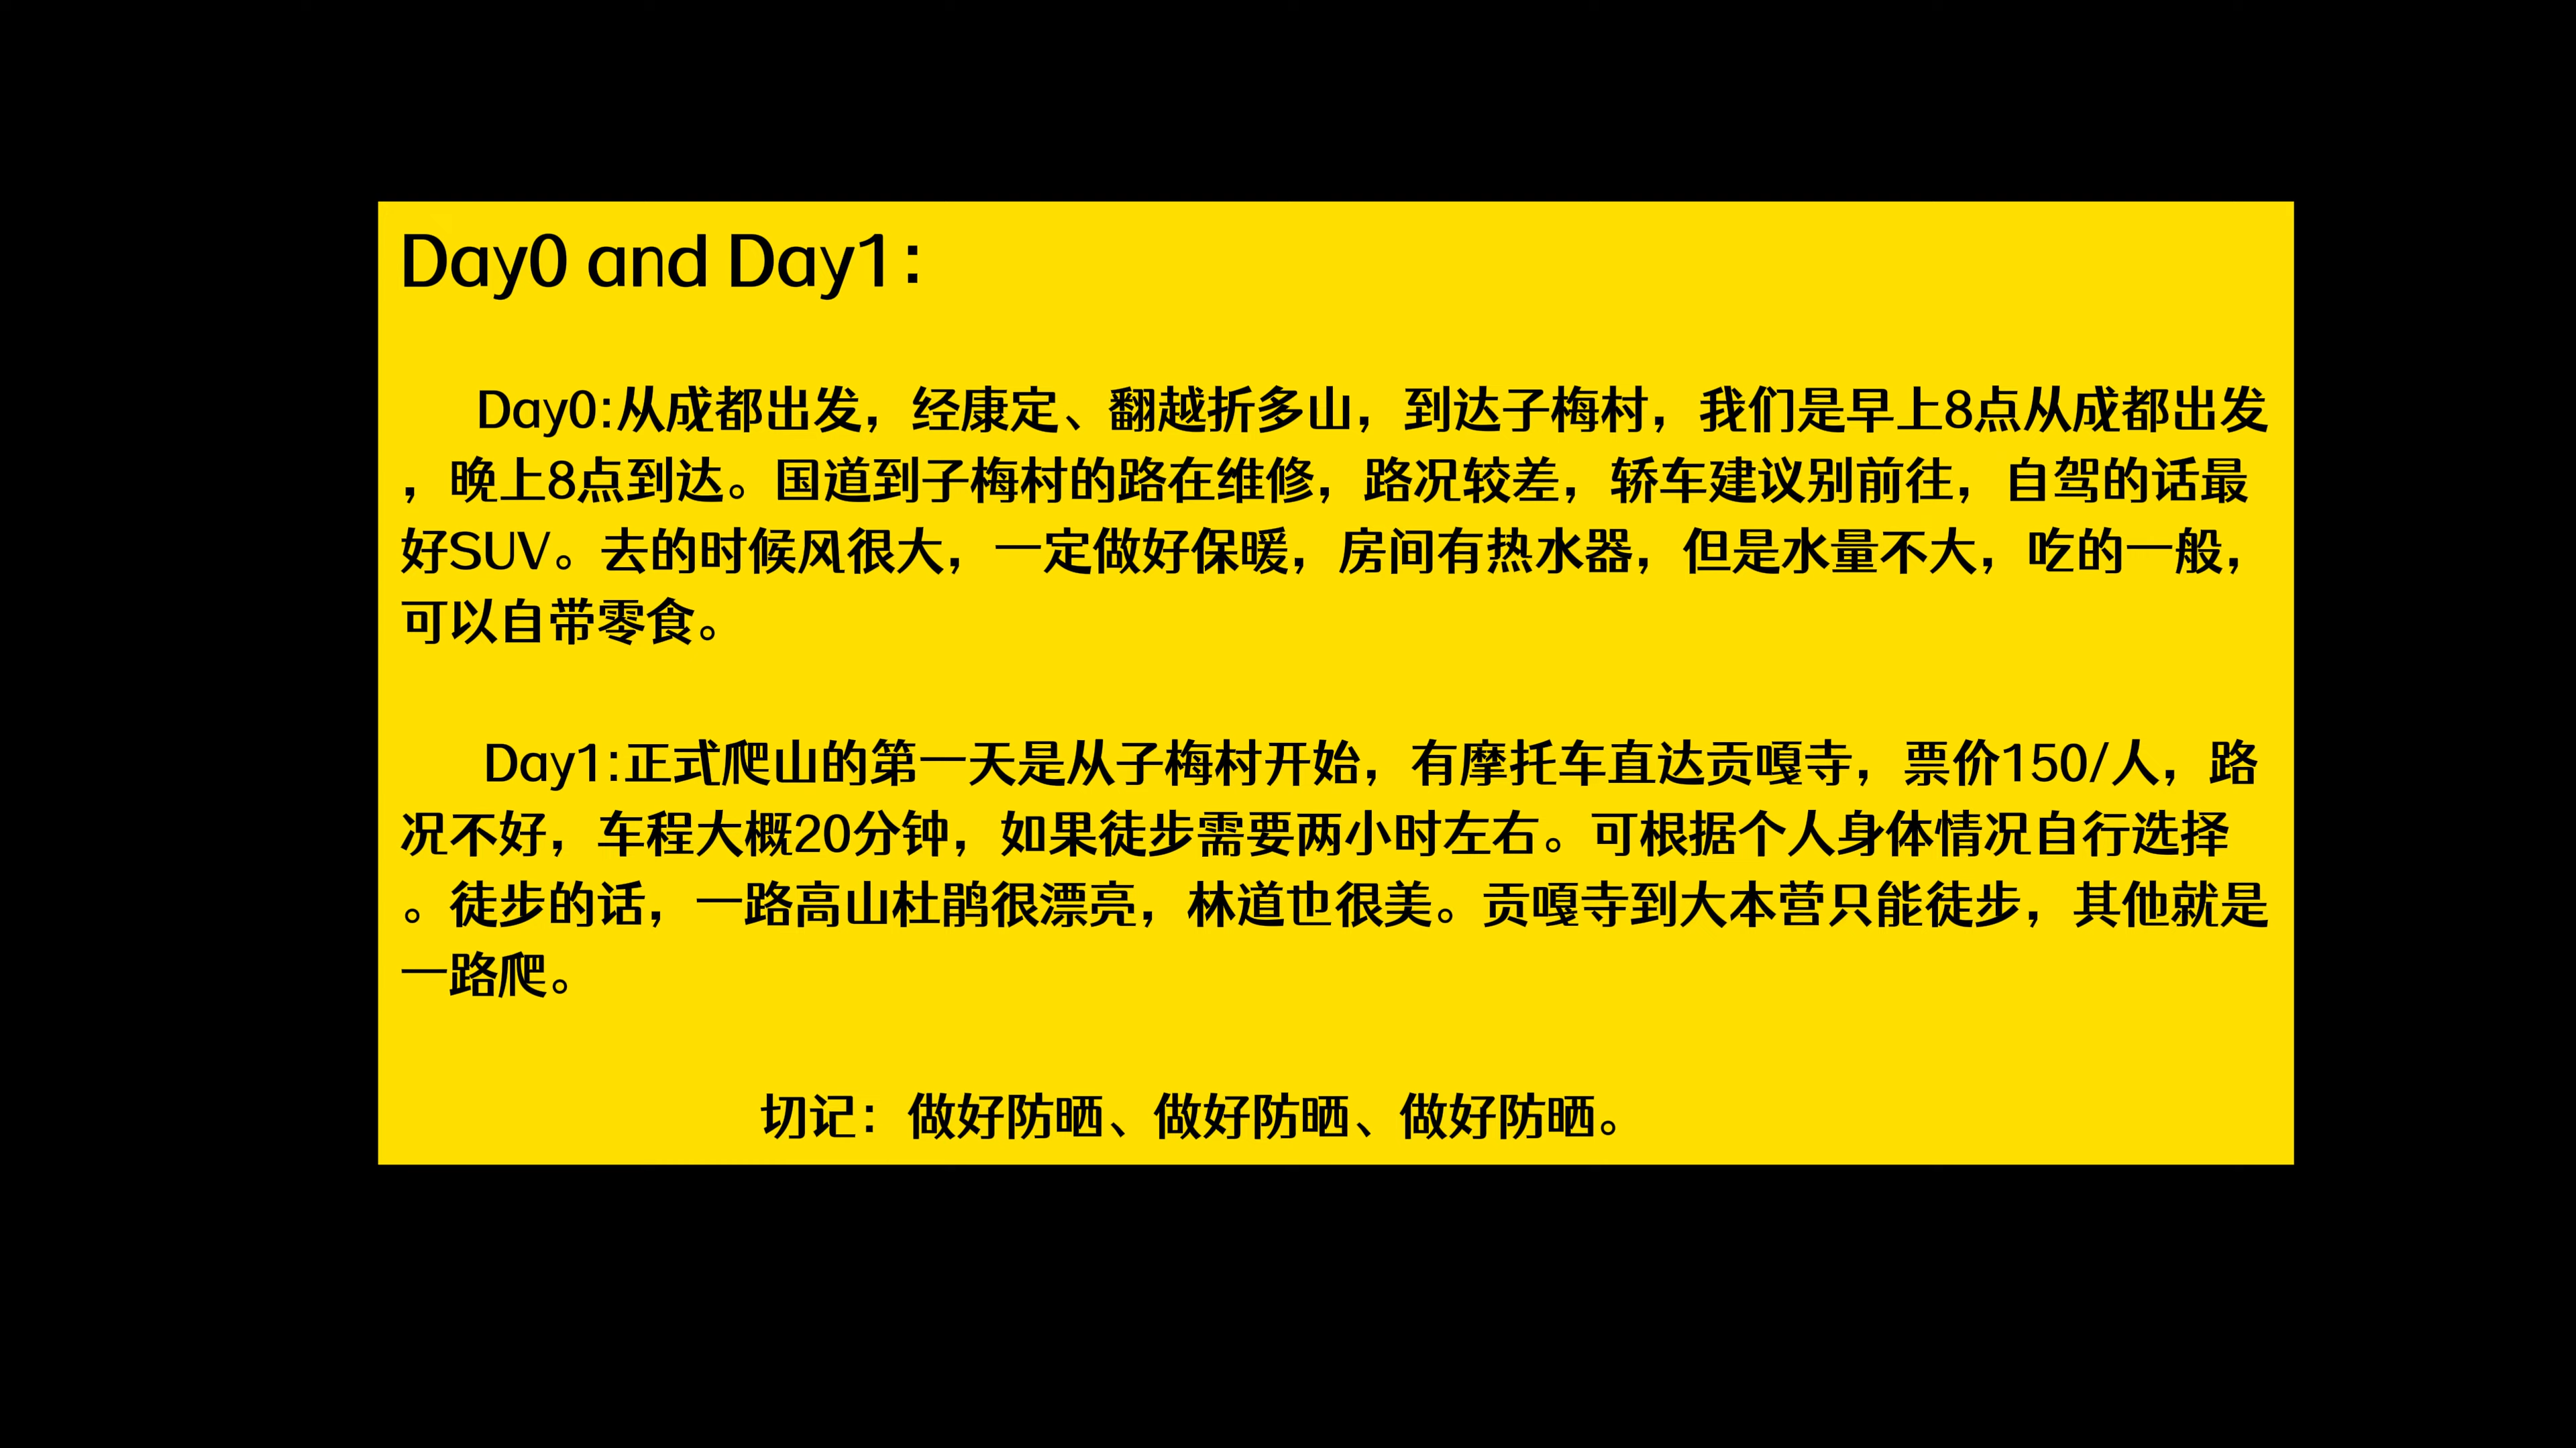 Day0 and Day1：
Day0:从成都出发，经康定、翻越折多山，到达子梅村，我们是早上8点从成都出发
，晚上8点到达。国道到子梅村的路在维修，路况较差，轿车建议别前往，自驾的话最
好SUV。去的时候风很大，一定做好保暖，房间有热水器，但是水量不大，吃的一般，
可以自带零食。
Day1:正式爬山的第一天是从子梅村开始，有摩托车直达贡嘎寺，票价150/人，路
况不好，车程大概20分钟，如果徒步需要两小时左右。可根据个人身体情况自行选择
。徒步的话，一路高山杜鹃很漂亮，林道也很美。贡嘎寺到大本营只能徒步，其他就是
一路爬。
切记：做好防晒、做好防晒、做好防晒。